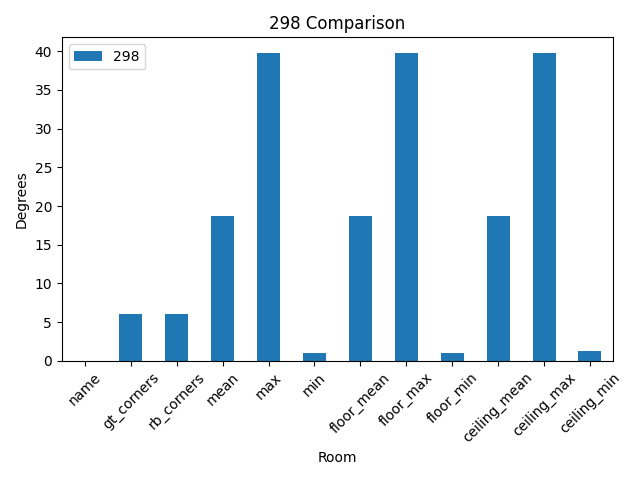 298 Comparison
298
Degrees
40
35
30
25
20
15
10
5
0
name
gt_corners
rb_corners
mean
max
min
floor_mean
floor_max
floor_min
ceiling_mean
ceiling_max
ceiling_min
Room